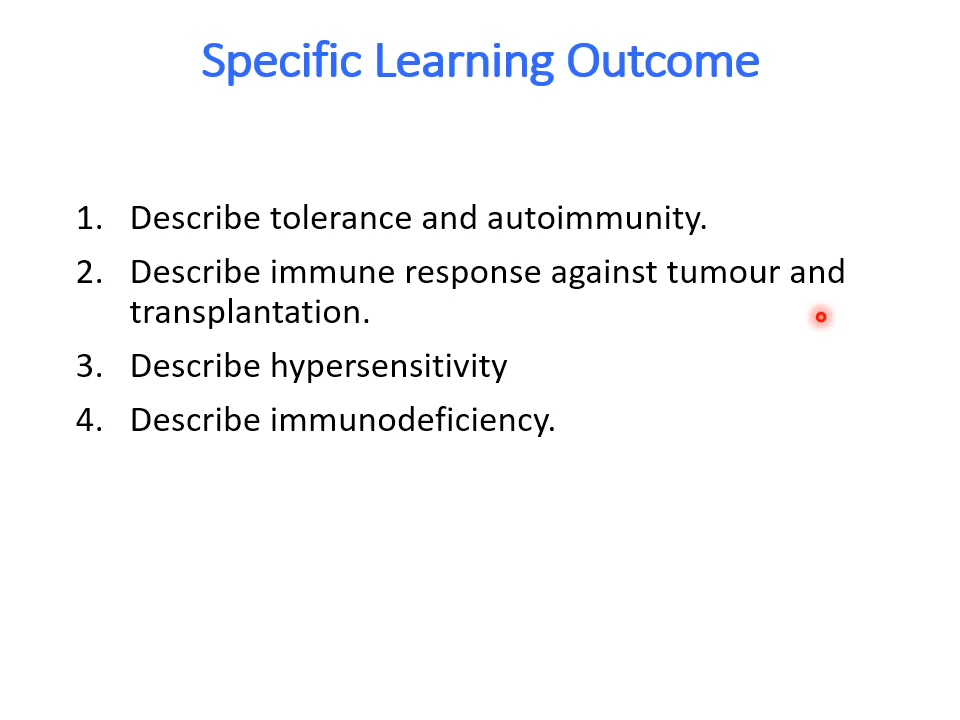 Specific Learning Outcome
1. Describe tolerance and autoimmunity.
2. Describe immune response against tumour and
transplantation.
3. Describe hypersensitivity
4. Describe immunodeficiency.